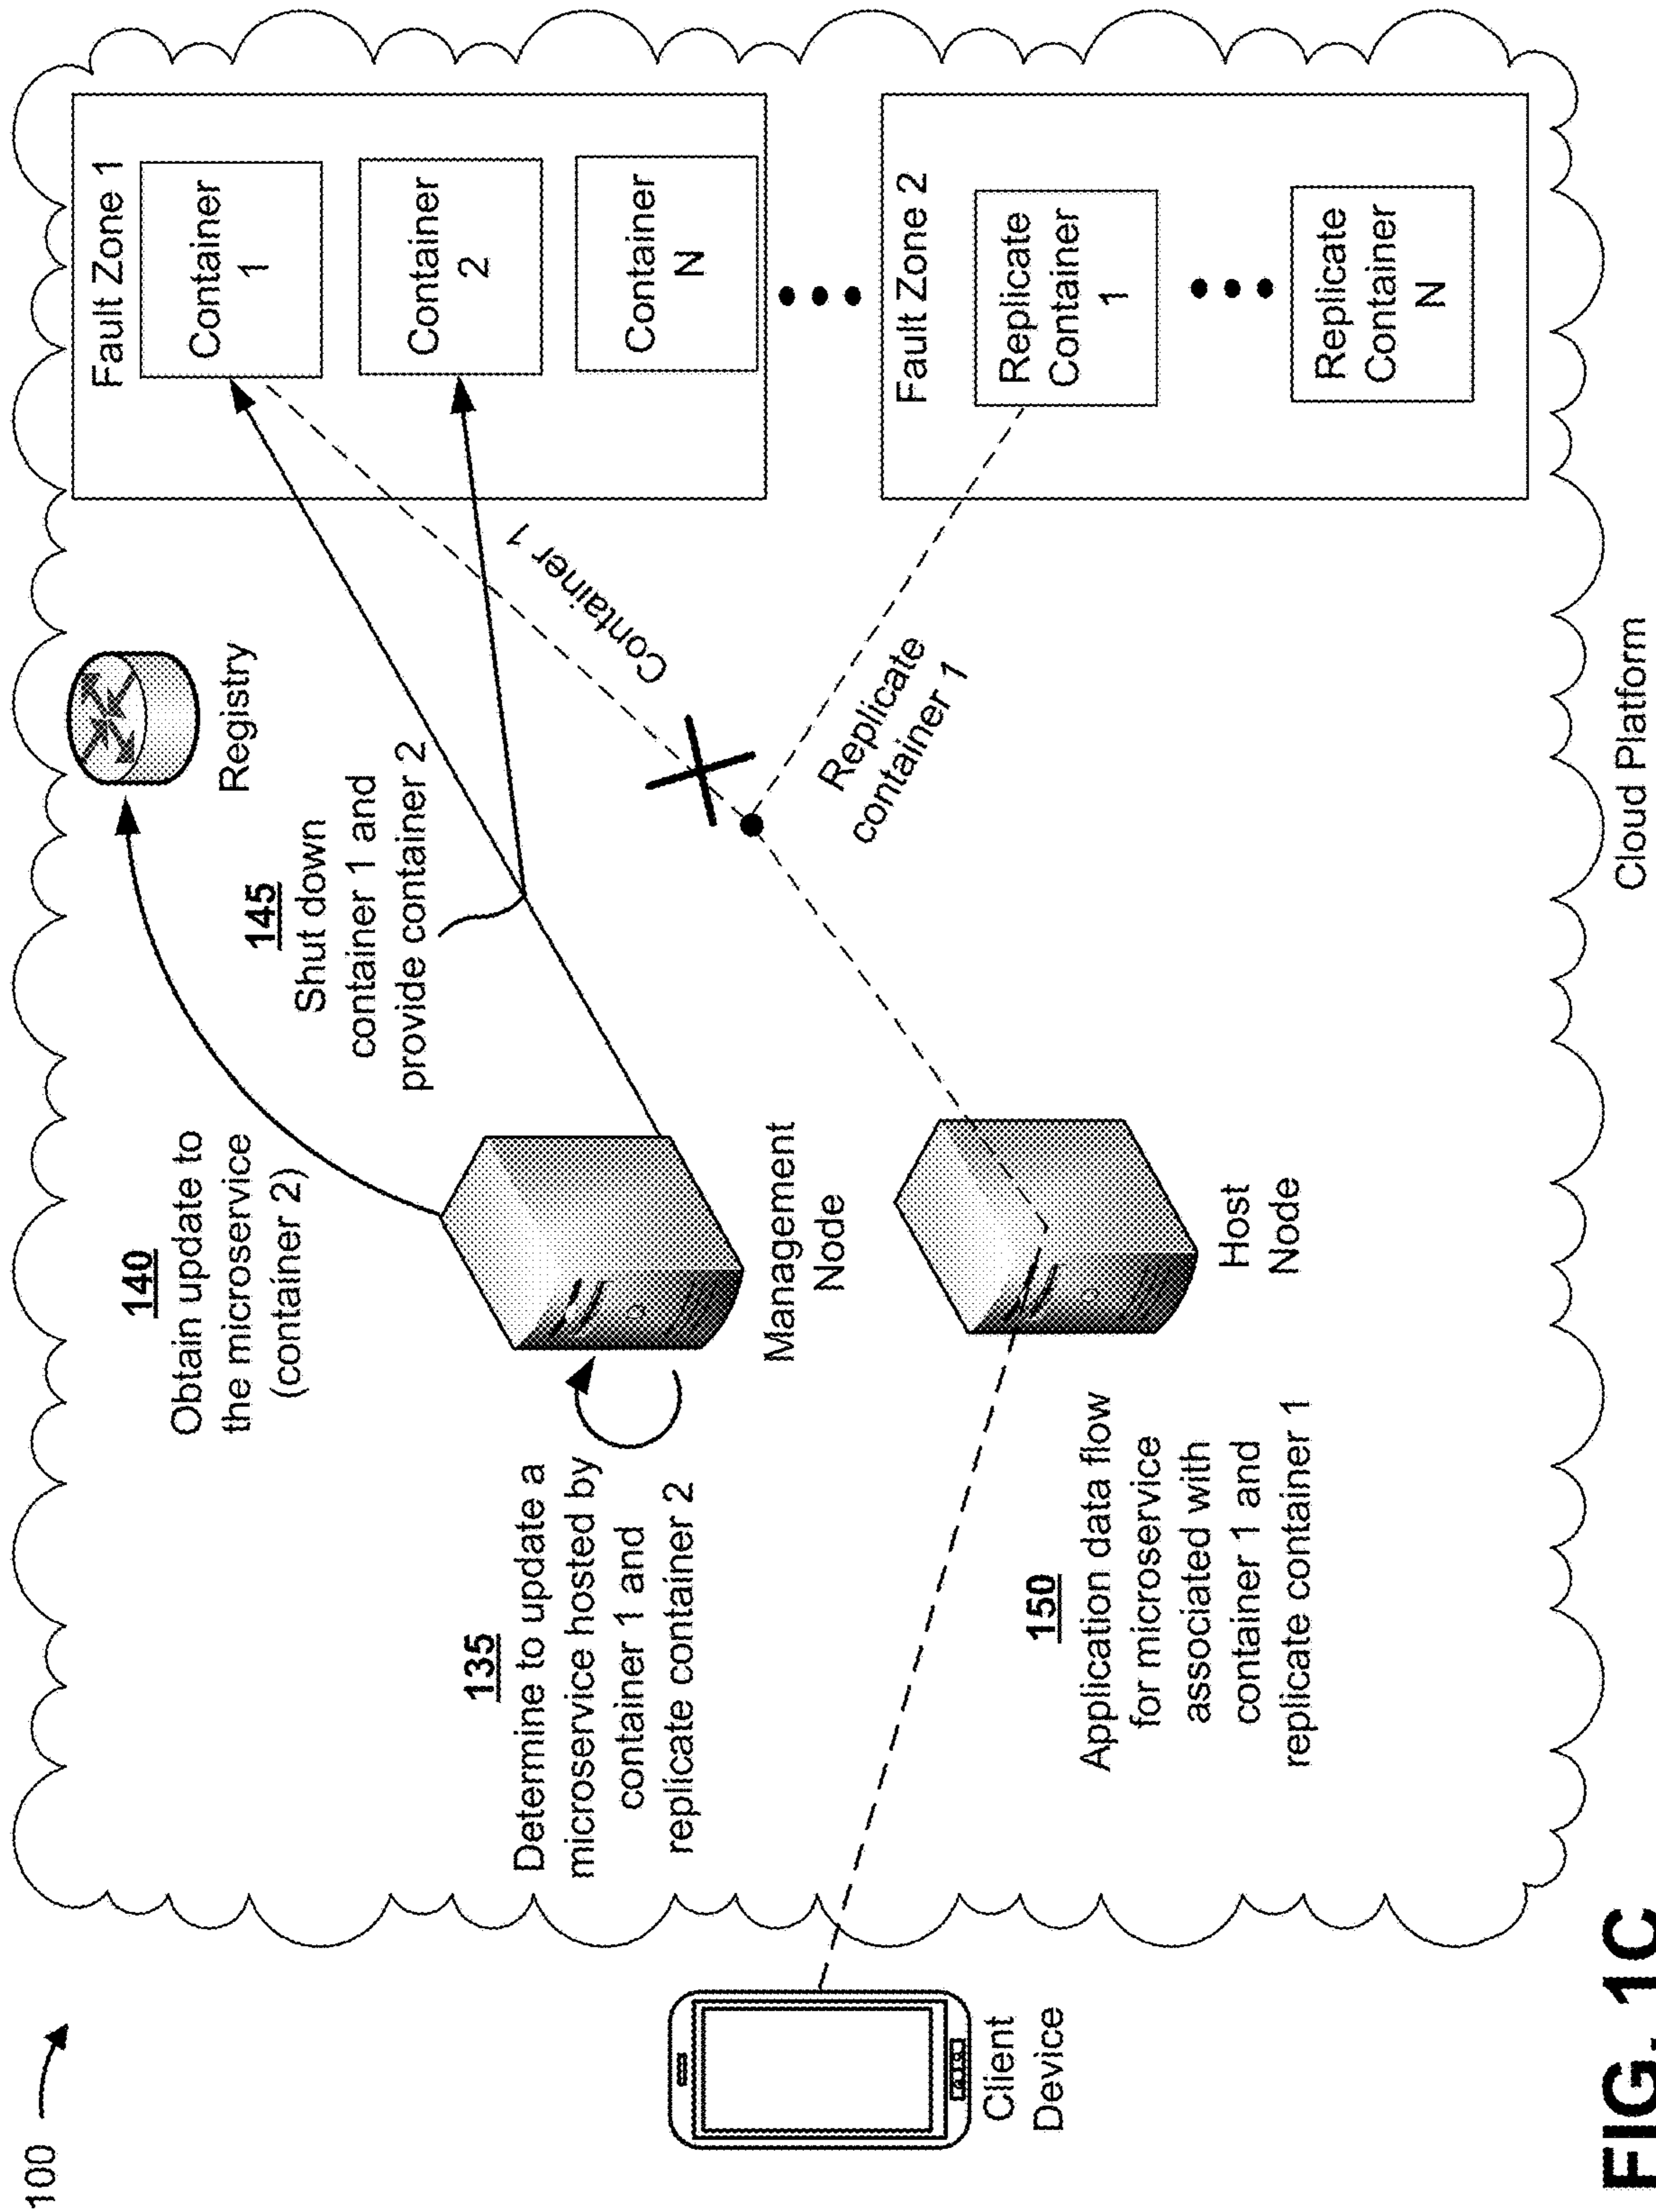 100
140
Obtain update to
the microservice
(container 2)
Registry
Fault Zone 1
Container
1
Container
2
Container
N
145
Shut down
container 1 and
provide container 2
135
Determine to update a
microservice hosted by
container 1 and
replicate container 2
Management
Node
Container 1
Replicate
container 1
Fault Zone 2
Replicate
Container
1
Replicate
Container
N
Client
Device
150
Application data flow
for microservice
associated with
container 1 and
replicate container 1
Host
Node
Cloud Platform
FIG. 1C